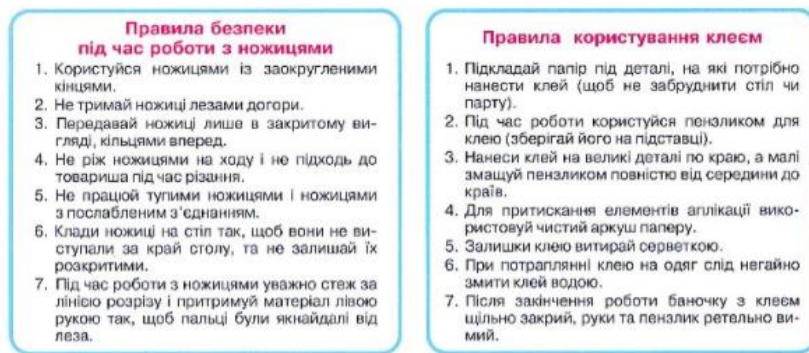 Правила безпеки
під час роботи з ножицями
1. Користуйся ножицями із заокругленими
кінцями.
2. Не тримай ножиці лезами догори.
3. Передавай ножиці лише в закритому ви-
гляді, кільцями вперед.
4. Не ріж ножицями на ходу і не підходь до
товариша під час різання.
5. Не працюй тупими ножицями і ножицями
з послабленим з'єднанням.
6. Клади ножиці на стіл так, щоб вони не ви-
ступали за край столу, та не залишай їх
розкритими.
7. Під час роботи з ножицями уважно стеж за
лінією розрізу і притримуй матеріал лівою
рукою так, щоб пальці були якнайдалі від
леза.
Правила користування клеєм
1. Підкладай папір під деталі, на які потрібно
нанести клей (щоб не забруднити стіл чи
парту).
2. Під час роботи користуйся пензликом для
клею (зберігай його на підставці).
3. Нанеси клей на великі деталі по краю, а малі
змащуй пензликом повністю від середини до
країв.
4. Для притискання елементів аплікації вико-
ристовуй чистий аркуш паперу.
5. Залишки клею витирай серветкою.
6. При потраплянні клею на одяг слід негайно
змити клей водою.
7. Після закінчення роботи баночку з клеєм
щільно закрий, руки та пензлик ретельно ви-
мий.